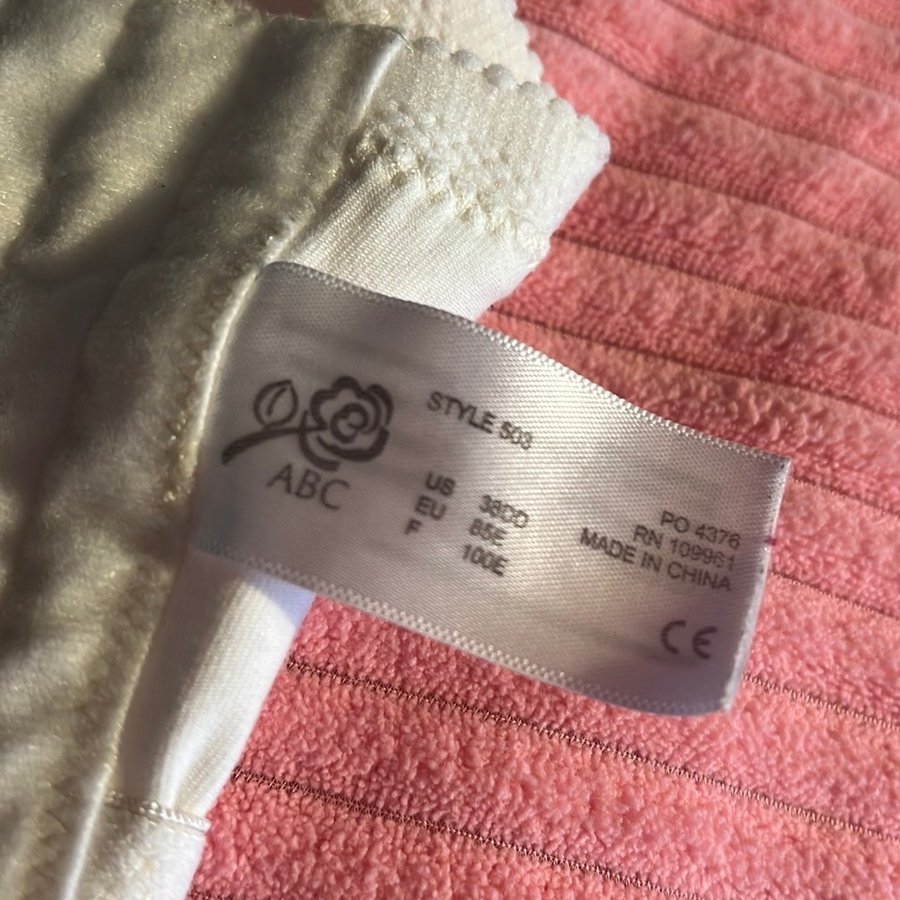 ABC
STYLE 503
US 38DD
EU 85E
F 100E
PO 4376
RN 109961
MADE IN CHINA
CE